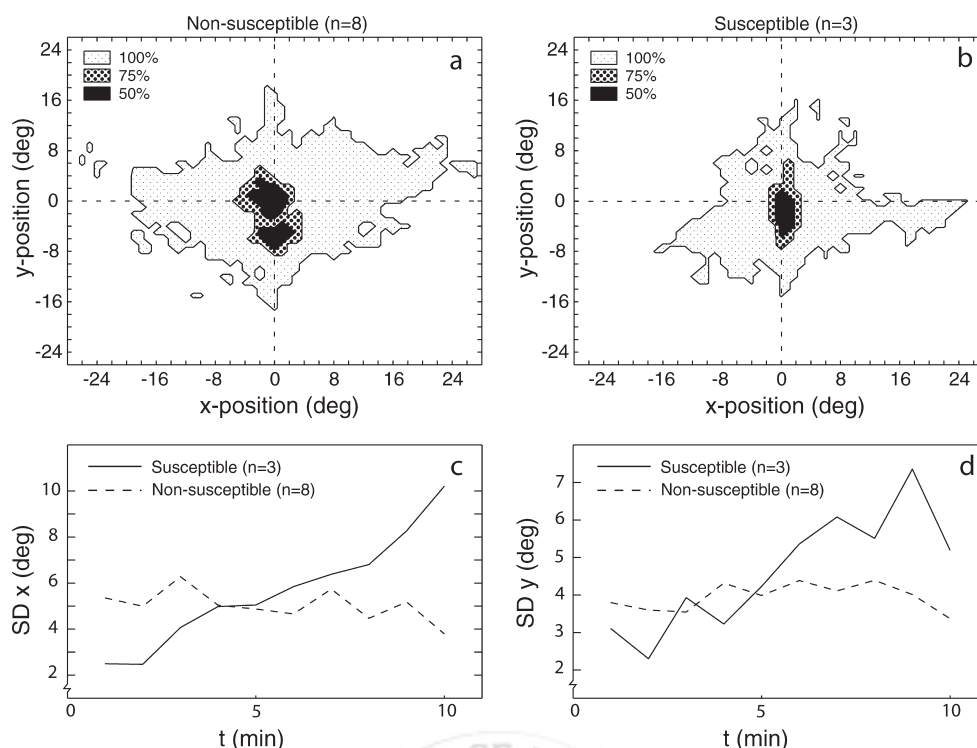 Non-susceptible (n=8)
24
16
8
0
-8
-16
-24
y-position (deg)
100%
75%
50%
a
-24
-16
-8
0
8
16
24
x-position (deg)
Susceptible (n=3)
24
16
8
0
-8
-16
-24
y-position (deg)
100%
75%
50%
b
-24
-16
-8
0
8
16
24
x-position (deg)
Susceptible (n=3)
Non-susceptible (n=8)
c
10
8
6
4
2
SD x (deg)
0
5
10
t (min)
Susceptible (n=3)
Non-susceptible (n=8)
d
7
6
5
4
3
2
SD y (deg)
0
5
10
t (min)